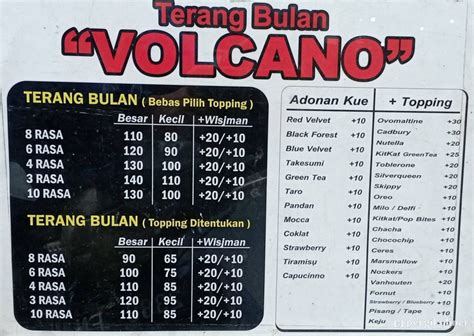 Terang Bulan
"VOLCANO"
TERANG BULAN ( Bebas Pilih Topping )
Besar Kecil +Wisjman
8 RASA 110 80 +20/+10
6 RASA 120 90 +20/+10
4 RASA 130 100 +20/+10
3 RASA 140 110 +20/+10
10 RASA 130 100 +20/+10
TERANG BULAN ( Topping Ditentukan )
Besar Kecil +Wisjman
8 RASA 90 65 +20/+10
6 RASA 100 75 +20/+10
4 RASA 110 85 +20/+10
3 RASA 120 95 +20/+10
10 RASA 110 85 +20/+10
Adonan Kue
Red Velvet +10
Black Forest +10
Blue Velvet +10
Takesumi +10
Green Tea +10
Taro +10
Pandan +10
Mocca +10
Coklat +10
Strawberry +10
Tiramisu +10
Capucinno +10
+ Topping
Ovomaltine +30
Cadbury +30
Nutella +20
KitKat GreenTea +25
Toblerone +20
Silverqueen +20
Skippy +20
Oreo +10
Milo / Delfi +10
Kitkat/Pop Bites +10
Chacha +10
Chocochip +10
Ceres +10
Marsmallow +10
Nockers +10
Vanhouten +20
Fornut +10
Strawberry / Blueberry +10
Pisang / Tape +10
Keju